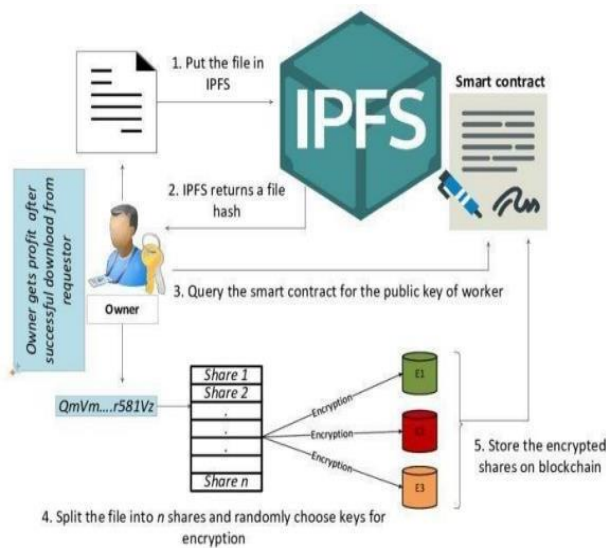 1. Put the file in
IPFS
IPFS
Smart contract
2. IPFS returns a file
hash
Owner gets profit after
successful download from
requestor
Owner
3. Query the smart contract for the public key of worker
QmVm....r581Vz
Share 1
Share 2
.
.
.
Share n
Encryption
Encryption
Encryption
E1
E3
5. Store the encrypted
shares on blockchain
4. Split the file into n shares and randomly choose keys for
encryption